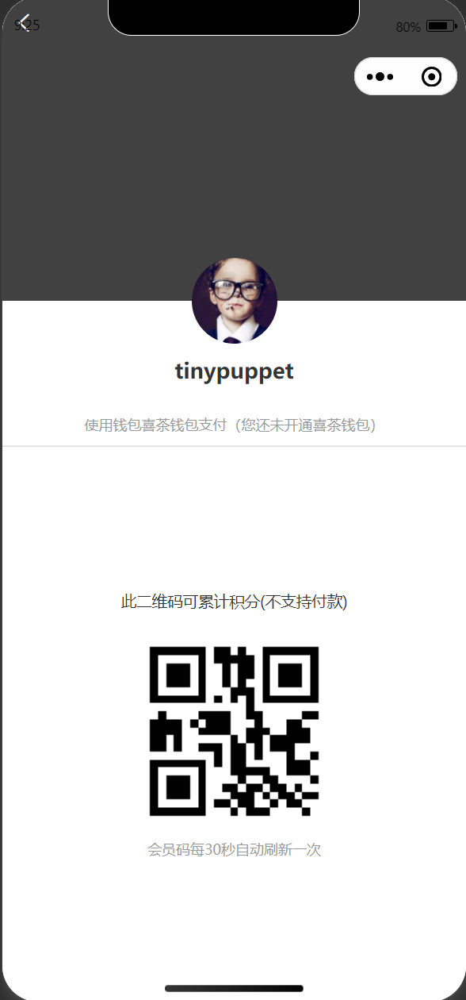 9:25
80%
tinypuppet
使用钱包喜茶钱包支付（您还未开通喜茶钱包）
此二维码可累计积分(不支持付款)
会员码每30秒自动刷新一次